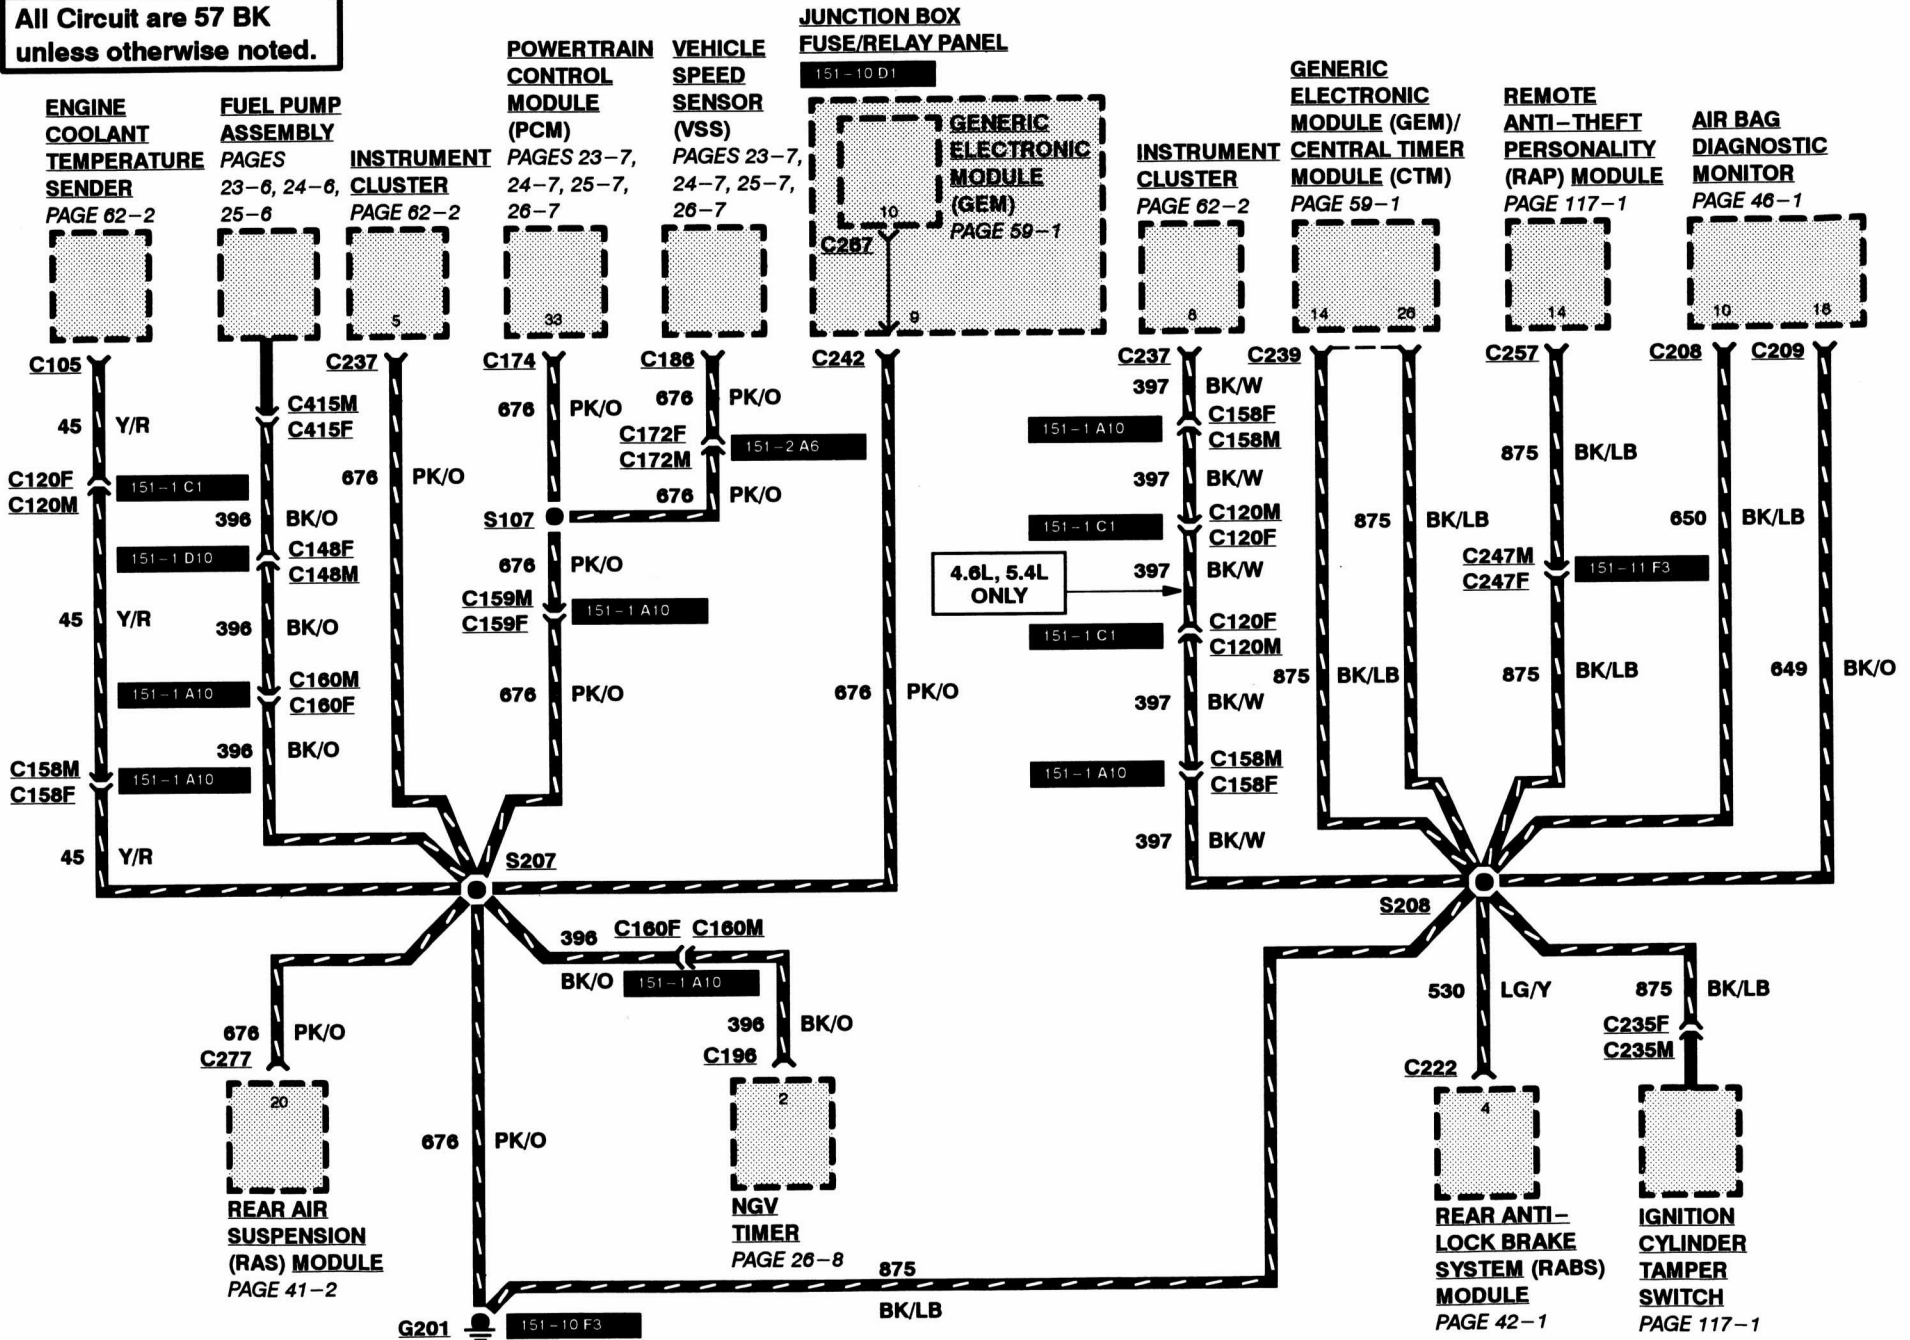 All Circuit are 57 BK
unless otherwise noted.
ENGINE
COOLANT
TEMPERATURE
SENDER
PAGE 62–2
FUEL PUMP
ASSEMBLY
PAGES
23–6, 24–6,
25–6
INSTRUMENT
CLUSTER
PAGE 62–2
POWERTRAIN
CONTROL
MODULE
(PCM)
PAGES 23–7,
24–7, 25–7,
26–7
VEHICLE
SPEED
SENSOR
(VSS)
PAGES 23–7,
24–7, 25–7,
26–7
JUNCTION BOX
FUSE/RELAY PANEL
151–10 D1
GENERIC
ELECTRONIC
MODULE
(GEM)
PAGE 59–1
10
C267
9
INSTRUMENT
CLUSTER
PAGE 62–2
GENERIC
ELECTRONIC
MODULE (GEM)/
CENTRAL TIMER
MODULE (CTM)
PAGE 59–1
REMOTE
ANTI–THEFT
PERSONALITY
(RAP) MODULE
PAGE 117–1
AIR BAG
DIAGNOSTIC
MONITOR
PAGE 46–1
5
33
8
14
26
14
10
18
C105
C237
C174
C186
C242
C237
C239
C257
C208
C209
45 Y/R
C120F
C120M
151–1 C1
45 Y/R
C158M
C158F
151–1 A10
45 Y/R
C415M
C415F
396 BK/O
151–1 D10
C148F
C148M
396 BK/O
151–1 A10
C160M
C160F
396 BK/O
676 PK/O
676 PK/O
S107
676 PK/O
C159M
C159F
151–1 A10
676 PK/O
676 PK/O
C172F
C172M
151–2 A6
676 PK/O
676 PK/O
397 BK/W
151–1 A10
C158F
C158M
397 BK/W
151–1 C1
C120M
C120F
4.6L, 5.4L
ONLY
397 BK/W
151–1 C1
C120F
C120M
397 BK/W
151–1 A10
C158M
C158F
397 BK/W
875 BK/LB
875 BK/LB
875 BK/LB
C247M
C247F
151–11 F3
875 BK/LB
650 BK/LB
649 BK/O
S207
S208
676 PK/O
C277
20
REAR AIR
SUSPENSION
(RAS) MODULE
PAGE 41–2
676 PK/O
396
BK/O
C160F C160M
151–1 A10
396 BK/O
C196
2
NGV
TIMER
PAGE 26–8
875
BK/LB
G201
151–10 F3
530 LG/Y
C222
4
REAR ANTI–
LOCK BRAKE
SYSTEM (RABS)
MODULE
PAGE 42–1
875 BK/LB
C235F
C235M
IGNITION
CYLINDER
TAMPER
SWITCH
PAGE 117–1